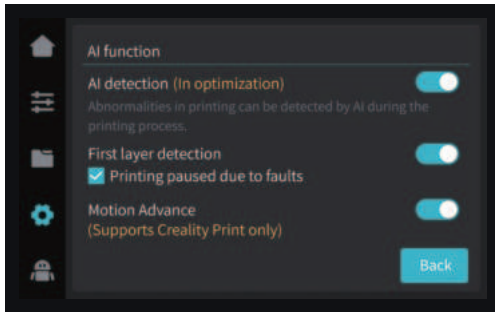 AI function
AI detection (In optimization)
Abnormalities in printing can be detected by AI during the
printing process.
First layer detection
Printing paused due to faults
Motion Advance
(Supports Creality Print only)
Back